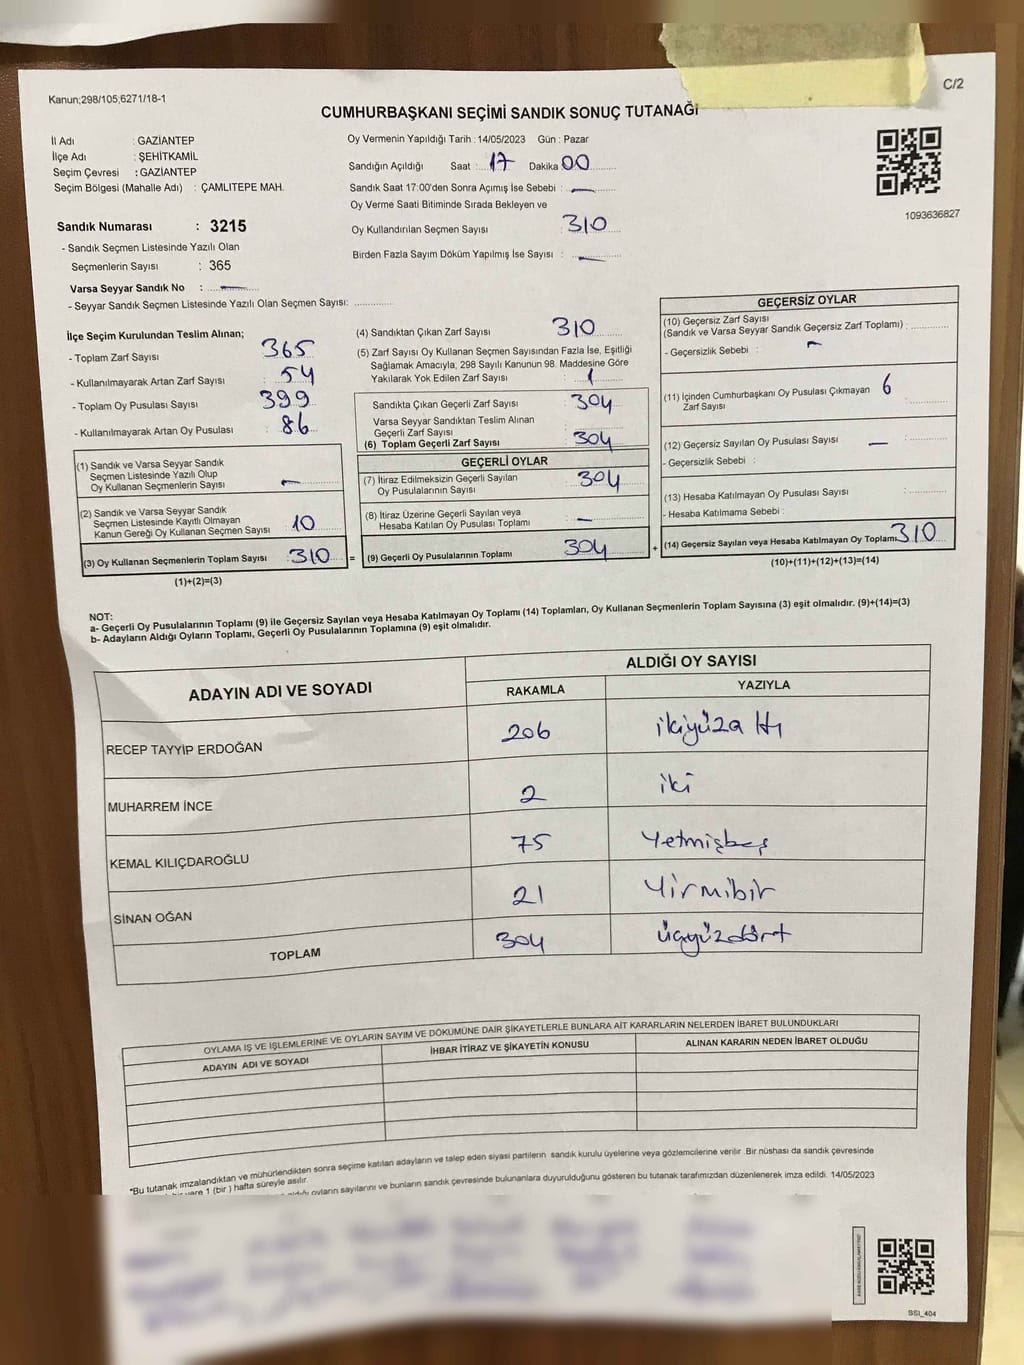 Kanun;298/105;6271/18-1
C/2
CUMHURBAŞKANI SEÇİMİ SANDIK SONUÇ TUTANAĞI
İl Adı : GAZİANTEP
İlçe Adı : ŞEHİTKAMİL
Seçim Çevresi : GAZİANTEP
Seçim Bölgesi (Mahalle Adı) : ÇAMLITEPE MAH.
Oy Vermenin Yapıldığı Tarih : 14/05/2023 Gün : Pazar
Sandığın Açıldığı Saat : 17 Dakika 00
Sandık Saat 17:00'den Sonra Açımış İse Sebebi : —
Oy Verme Saati Bitiminde Sırada Bekleyen ve
Oy Kullandırılan Seçmen Sayısı : 310
Birden Fazla Sayım Döküm Yapılmış İse Sayısı : —
1093636827
Sandık Numarası : 3215
- Sandık Seçmen Listesinde Yazılı Olan
Seçmenlerin Sayısı : 365
Varsa Seyyar Sandık No : —
- Seyyar Sandık Seçmen Listesinde Yazılı Olan Seçmen Sayısı: ..............
İlçe Seçim Kurulundan Teslim Alınan;
- Toplam Zarf Sayısı : 365
- Kullanılmayarak Artan Zarf Sayısı : 54
- Toplam Oy Pusulası Sayısı : 399
- Kullanılmayarak Artan Oy Pusulası : 86
(1) Sandık ve Varsa Seyyar Sandık
Seçmen Listesinde Yazılı Olup
Oy Kullanan Seçmenlerin Sayısı : —
(2) Sandık ve Varsa Seyyar Sandık
Seçmen Listesinde Kayıtlı Olmayan
Kanun Gereği Oy Kullanan Seçmen Sayısı : 10
(3) Oy Kullanan Seçmenlerin Toplam Sayısı : 310 =
(1)+(2)=(3)
(4) Sandıktan Çıkan Zarf Sayısı : 310
(5) Zarf Sayısı Oy Kullanan Seçmen Sayısından Fazla İse, Eşitliği
Sağlamak Amacıyla, 298 Sayılı Kanunun 98. Maddesine Göre
Yakılarak Yok Edilen Zarf Sayısı :
Sandıkta Çıkan Geçerli Zarf Sayısı : 304
Varsa Seyyar Sandıktan Teslim Alınan
Geçerli Zarf Sayısı :
(6) Toplam Geçerli Zarf Sayısı : 304
GEÇERLİ OYLAR
(7) İtiraz Edilmeksizin Geçerli Sayılan
Oy Pusulalarının Sayısı : 304
(8) İtiraz Üzerine Geçerli Sayılan veya
Hesaba Katılan Oy Pusulası Toplamı : —
(9) Geçerli Oy Pusulalarının Toplamı : 304 +
GEÇERSİZ OYLAR
(10) Geçersiz Zarf Sayısı
(Sandık ve Varsa Seyyar Sandık Geçersiz Zarf Toplamı) : ..............
- Geçersizlik Sebebi : —
(11) İçinden Cumhurbaşkanı Oy Pusulası Çıkmayan 6
Zarf Sayısı : ..............
(12) Geçersiz Sayılan Oy Pusulası Sayısı — : ..............
- Geçersizlik Sebebi :
(13) Hesaba Katılmayan Oy Pusulası Sayısı : ..............
- Hesaba Katılmama Sebebi :
(14) Geçersiz Sayılan veya Hesaba Katılmayan Oy Toplamı 310
(10)+(11)+(12)+(13)=(14)
NOT:
a- Geçerli Oy Pusulalarının Toplamı (9) ile Geçersiz Sayılan veya Hesaba Katılmayan Oy Toplamı (14) Toplamları, Oy Kullanan Seçmenlerin Toplam Sayısına (3) eşit olmalıdır. (9)+(14)=(3)
b- Adayların Aldığı Oyların Toplamı, Geçerli Oy Pusulalarının Toplamına (9) eşit olmalıdır.
ADAYIN ADI VE SOYADI
ALDIĞI OY SAYISI
RAKAMLA YAZIYLA
RECEP TAYYİP ERDOĞAN 206 ikiyüza ltı
MUHARREM İNCE 2 iki
KEMAL KILIÇDAROĞLU 75 Yetmişbeş
SİNAN OĞAN 21 Yirmibir
TOPLAM 304 üçyüzdört
OYLAMA İŞ VE İŞLEMLERİNE VE OYLARIN SAYIM VE DÖKÜMÜNE DAİR ŞİKAYETLERLE BUNLARA AİT KARARLARIN NELERDEN İBARET BULUNDUKLARI
ADAYIN ADI VE SOYADI İHBAR İTİRAZ VE ŞİKAYETİN KONUSU ALINAN KARARIN NEDEN İBARET OLDUĞU
*Bu tutanak imzalandıktan ve mühürlendikten sonra seçime katılan adayların ve talep eden siyasi partilerin sandık kurulu üyelerine veya gözlemcilerine verilir. Bir nüshası da sandık çevresinde
yere 1 (bir ) hafta süreyle asılır.
oyların sayılarını ve bunların sandık çevresinde bulunanlara duyurulduğunu gösteren bu tutanak tarafımızdan düzenlenerek imza edildi. 14/05/2023
SSI_404